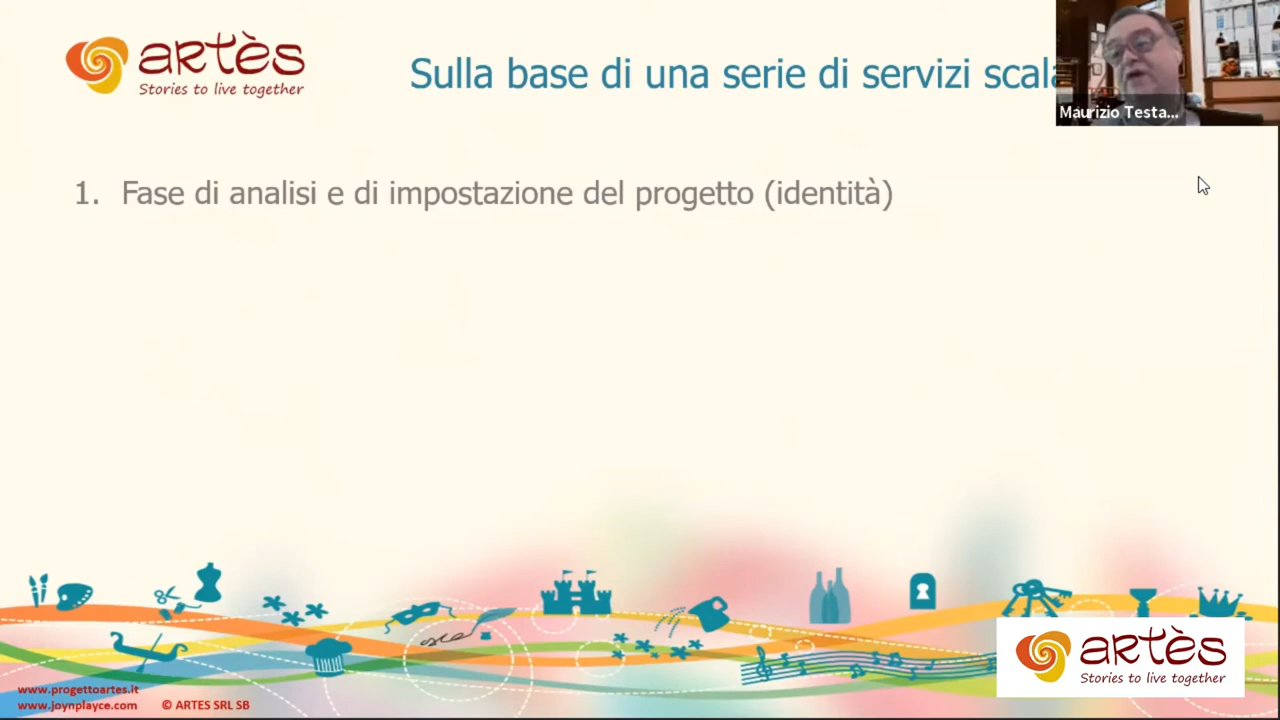 artès
Stories to live together
Sulla base di una serie di servizi
Maurizio Testa...
1. Fase di analisi e di impostazione del progetto (identità)
www.progettoartes.it
www.joynplayce.com © ARTES SRL SB
artès
Stories to live together